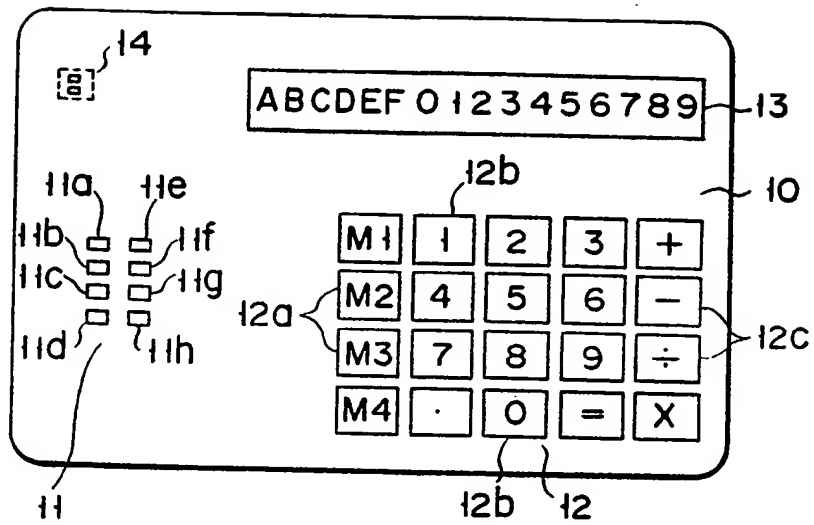 14
ABCDEF 0123456789
13
12b
10
11a
11e
11b
11f
11c
11g
11d
11h
11
M1 1 2 3 +
M2 4 5 6 −
M3 7 8 9 ÷
M4 · 0 = X
12a
12c
12b
12